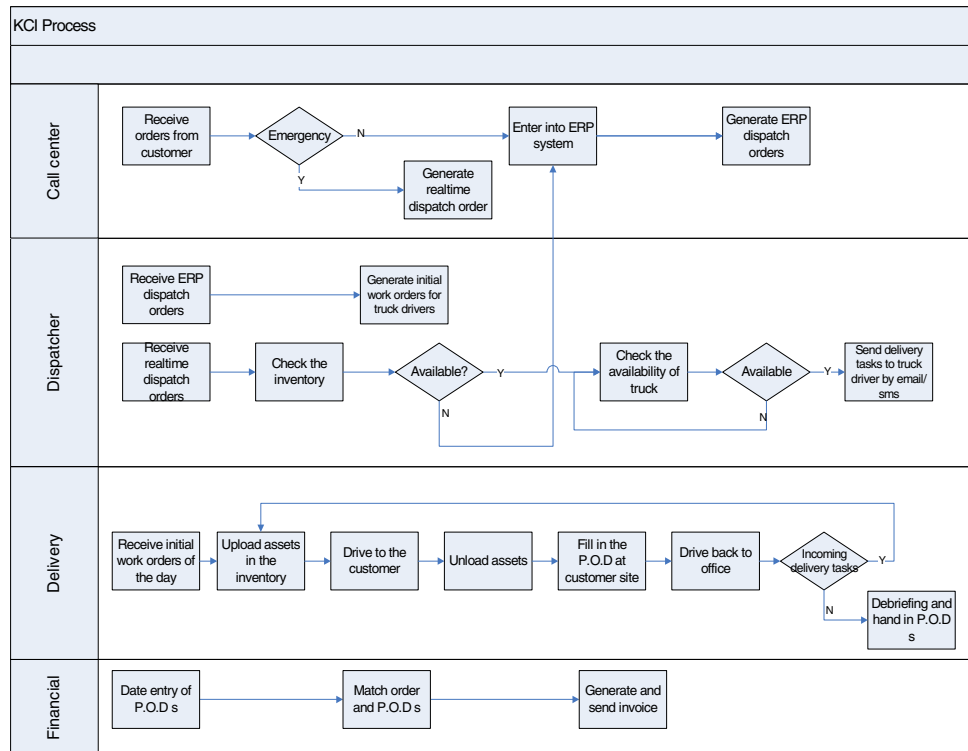 KCI Process
Call center
Receive
orders from
customer
Emergency
N
Y
Generate
realtime
dispatch order
Enter into ERP
system
Generate ERP
dispatch
orders
Dispatcher
Receive ERP
dispatch
orders
Generate initial
work orders for
truck drivers
Receive
realtime
dispatch
orders
Check the
inventory
Available?
Y
N
Check the
availability of
truck
Available
Y
N
Send delivery
tasks to truck
driver by email/
sms
Delivery
Receive initial
work orders of
the day
Upload assets
in the
inventory
Drive to the
customer
Unload assets
Fill in the
P.O.D at
customer site
Drive back to
office
Incoming
delivery tasks
Y
N
Debriefing and
hand in P.O.D
s
Financial
Date entry of
P.O.D s
Match order
and P.O.D s
Generate and
send invoice